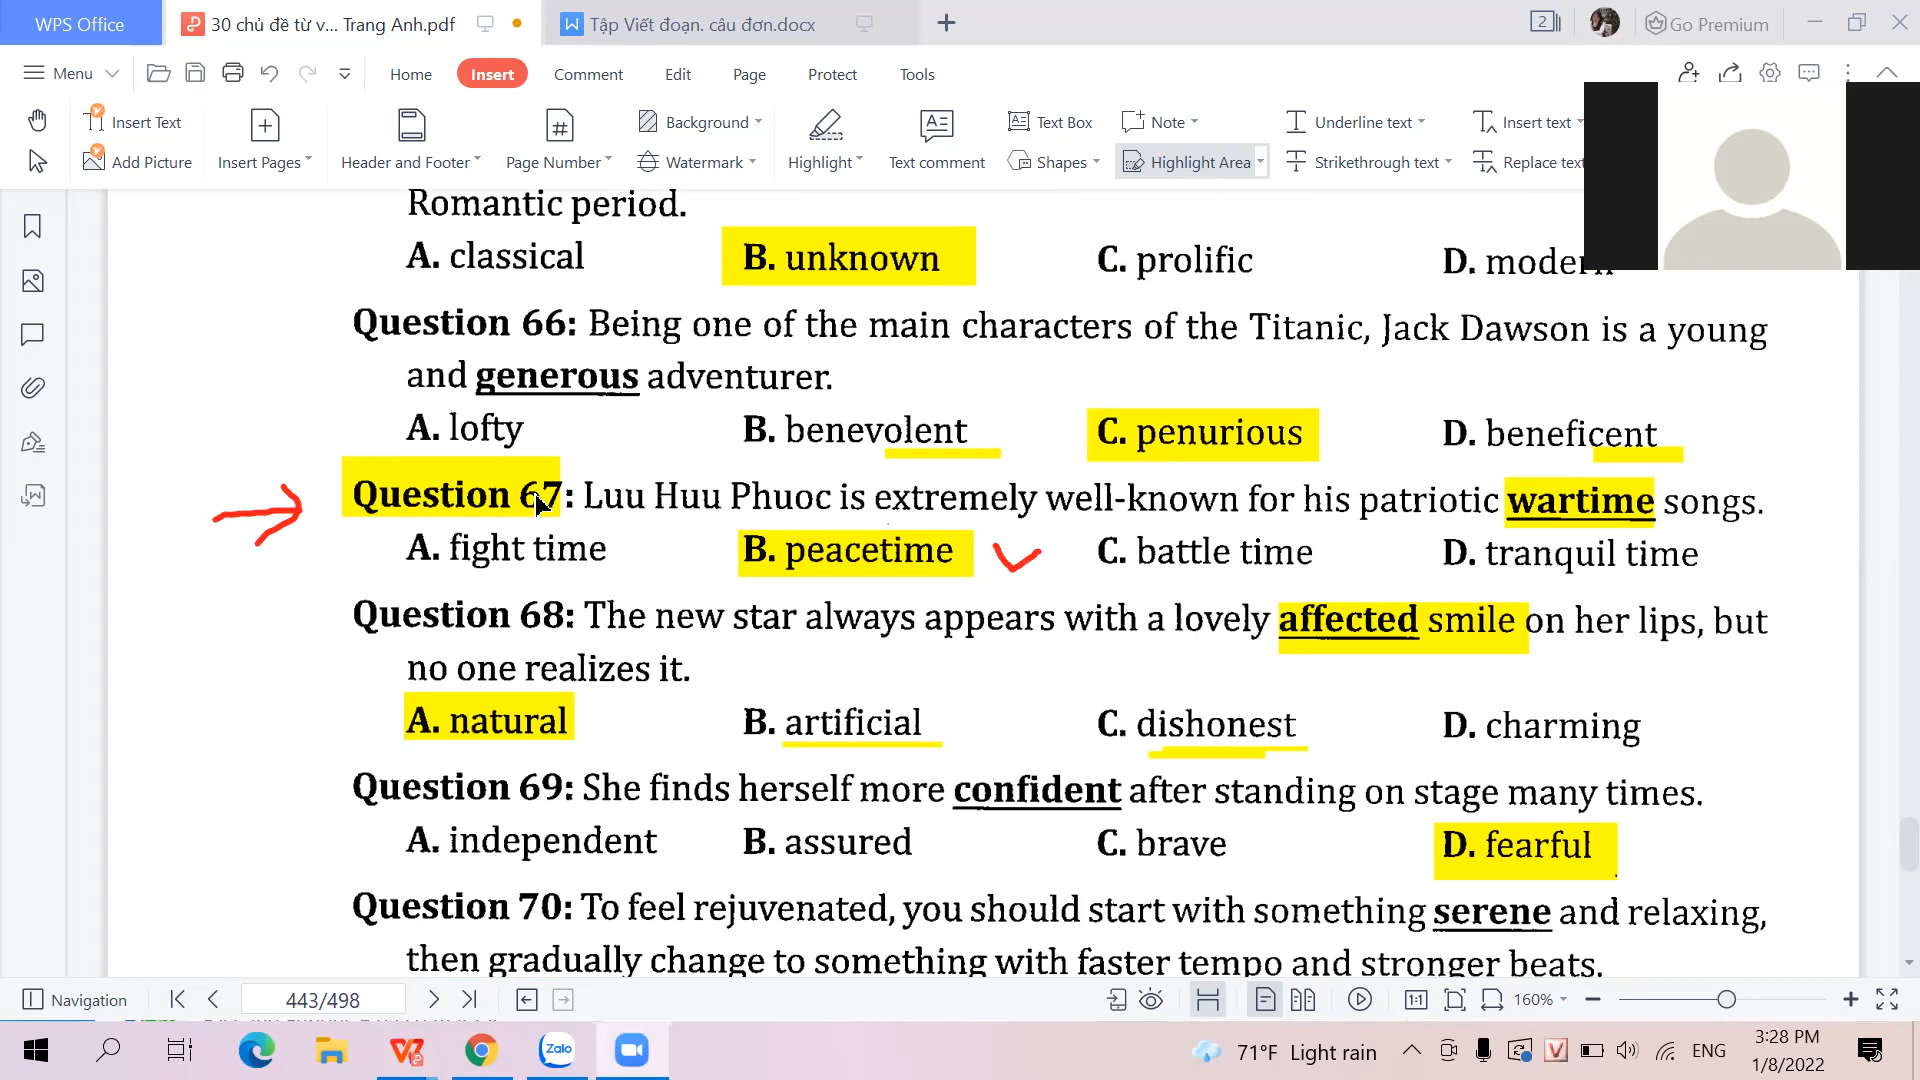 WPS Office
30 chủ đề từ v... Trang Anh.pdf
Tập Viết đoạn. câu đơn.docx
2
Go Premium
Menu
Home
Insert
Comment
Edit
Page
Protect
Tools
Insert Text
Add Picture
Insert Pages
Header and Footer
Page Number
Background
Watermark
Highlight
Text comment
Text Box
Shapes
Note
Highlight Area
Underline text
Strikethrough text
Insert text
Replace text
Romantic period.
A. classical B. unknown C. prolific D. modern
Question 66: Being one of the main characters of the Titanic, Jack Dawson is a young
and generous adventurer.
A. lofty B. benevolent C. penurious D. beneficent
Question 67: Luu Huu Phuoc is extremely well-known for his patriotic wartime songs.
A. fight time B. peacetime C. battle time D. tranquil time
Question 68: The new star always appears with a lovely affected smile on her lips, but
no one realizes it.
A. natural B. artificial C. dishonest D. charming
Question 69: She finds herself more confident after standing on stage many times.
A. independent B. assured C. brave D. fearful
Question 70: To feel rejuvenated, you should start with something serene and relaxing,
then gradually change to something with faster tempo and stronger beats.
Navigation
443/498
1:1
160%
Zalo
71°F Light rain
ENG
3:28 PM
1/8/2022